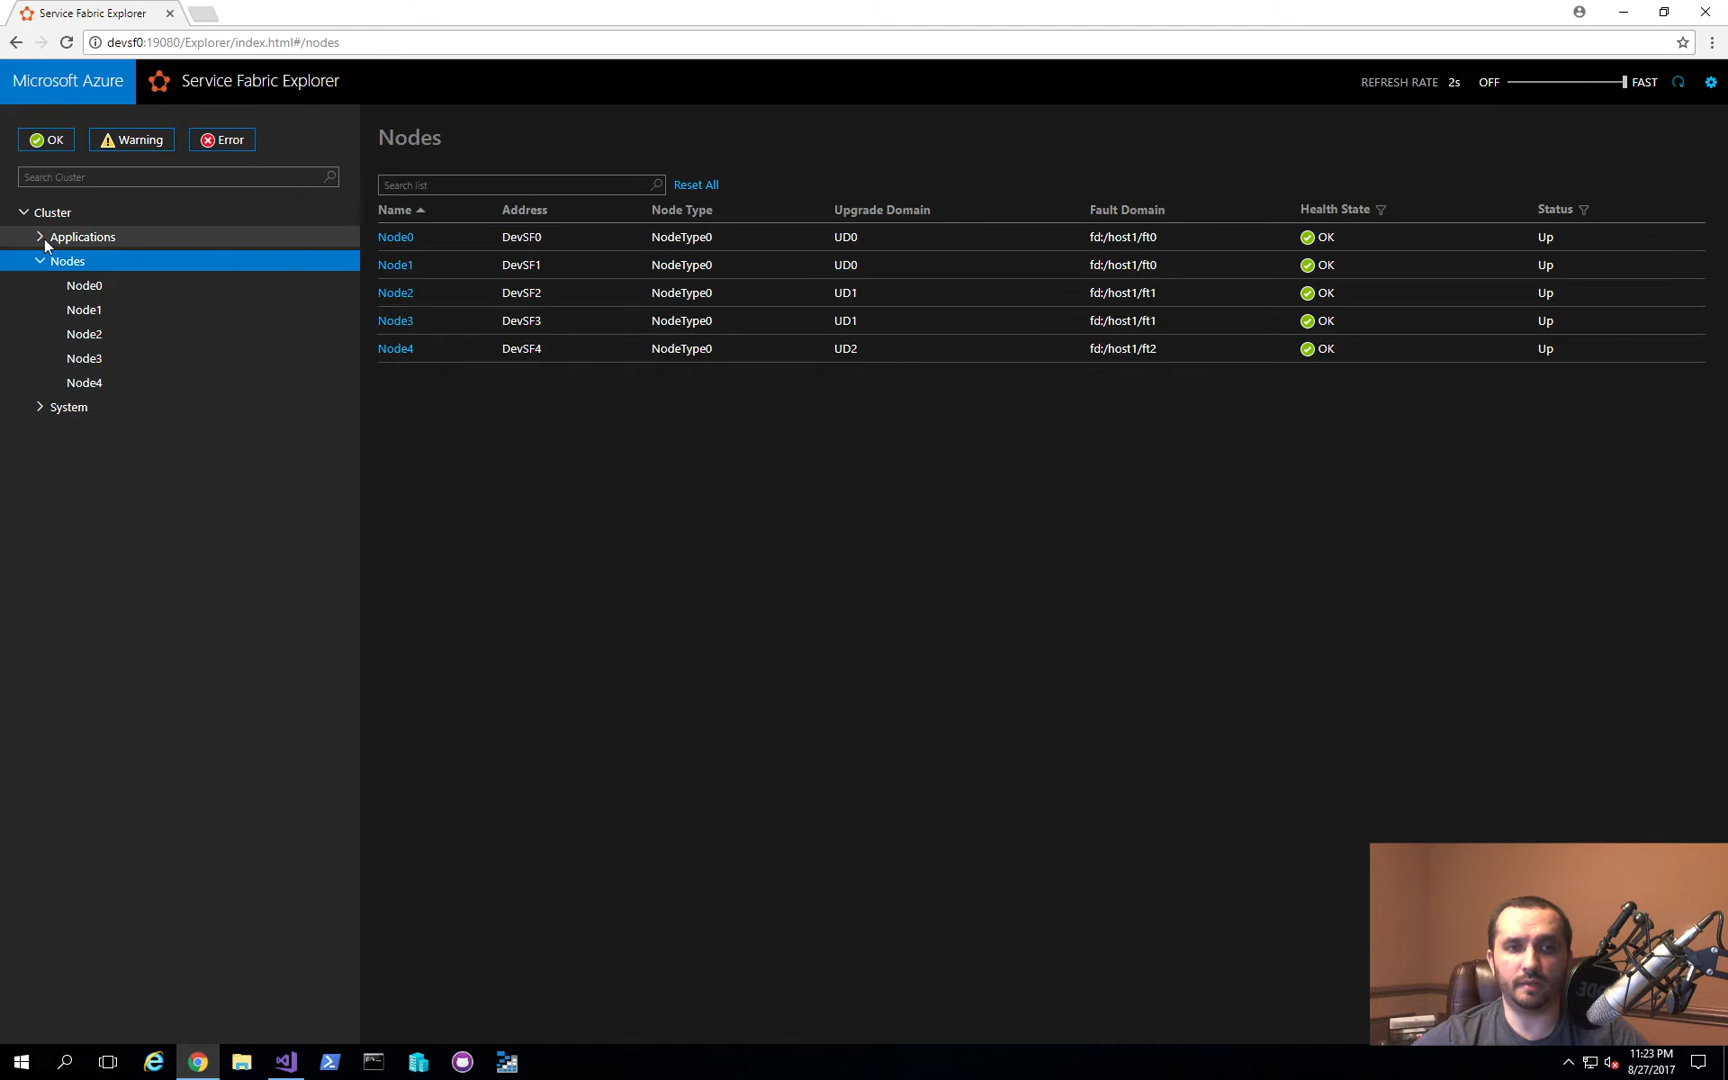 Service Fabric Explorer
devsf0:19080/Explorer/index.html#/nodes
Microsoft Azure
Service Fabric Explorer
REFRESH RATE 2s OFF FAST
OK Warning Error
Search Cluster
Cluster
Applications
Nodes
Node0
Node1
Node2
Node3
Node4
System
Nodes
Search list Reset All
Name Address Node Type Upgrade Domain Fault Domain Health State Status
Node0 DevSF0 NodeType0 UD0 fd:/host1/ft0 OK Up
Node1 DevSF1 NodeType0 UD0 fd:/host1/ft0 OK Up
Node2 DevSF2 NodeType0 UD1 fd:/host1/ft1 OK Up
Node3 DevSF3 NodeType0 UD1 fd:/host1/ft1 OK Up
Node4 DevSF4 NodeType0 UD2 fd:/host1/ft2 OK Up
11:23 PM
8/27/2017